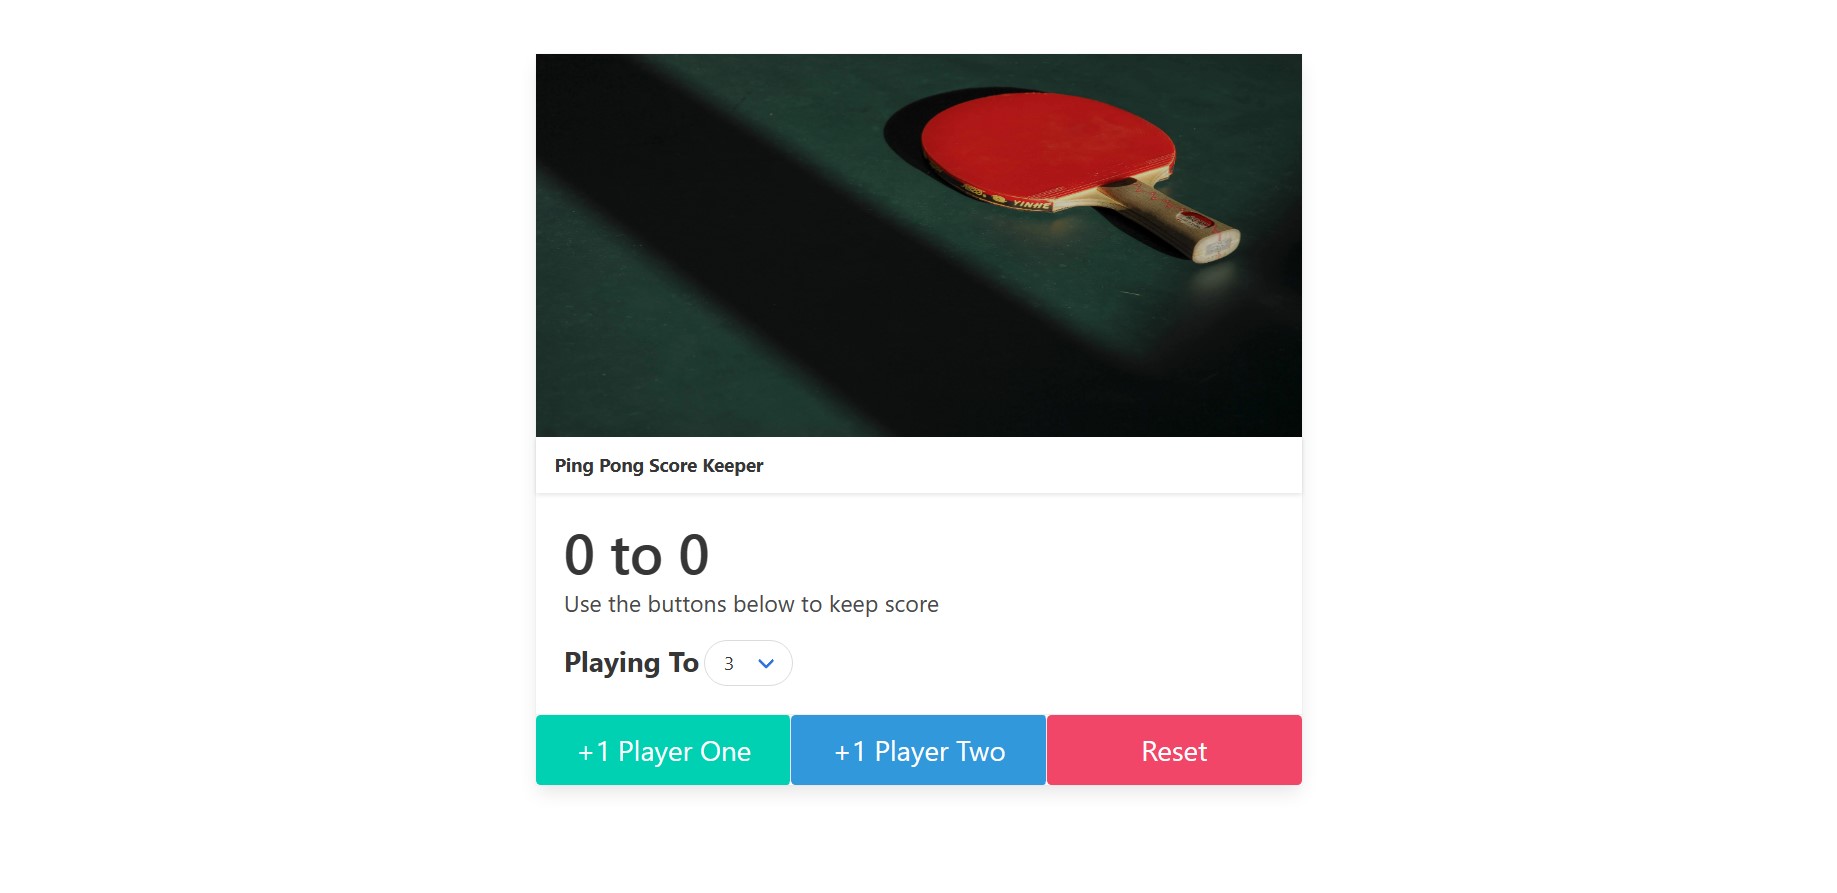 YINHE
Ping Pong Score Keeper
0 to 0
Use the buttons below to keep score
Playing To 3
+1 Player One +1 Player Two Reset